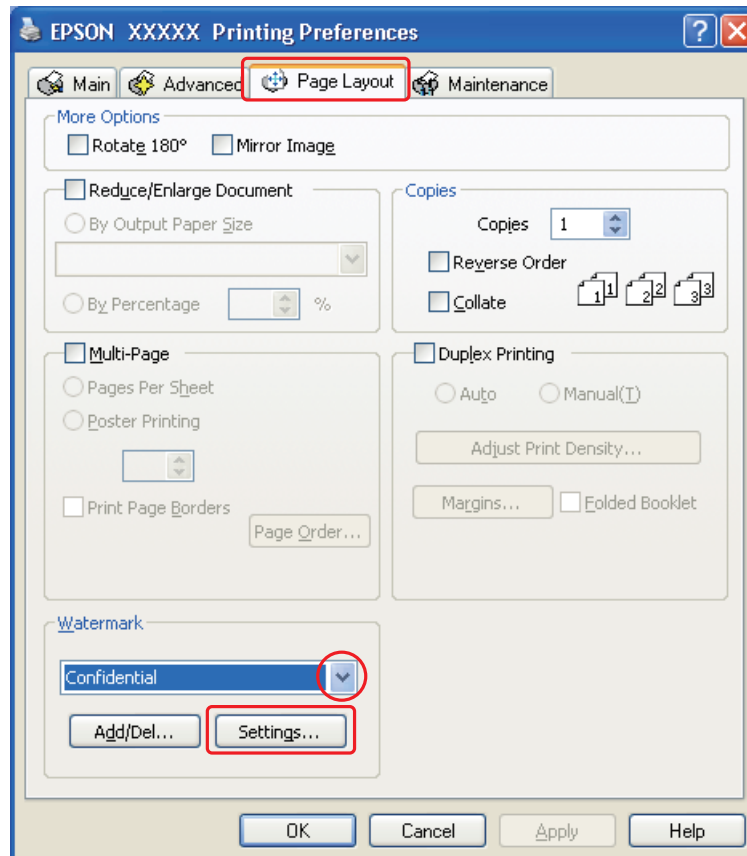 EPSON XXXXX Printing Preferences
Main
Advanced
Page Layout
Maintenance
More Options
Rotate 180°
Mirror Image
Reduce/Enlarge Document
By Output Paper Size
By Percentage
%
Copies
Copies 1
Reverse Order
Collate
1 1 2 2 3 3
Multi-Page
Pages Per Sheet
Poster Printing
Print Page Borders
Page Order...
Duplex Printing
Auto
Manual(T)
Adjust Print Density...
Margins...
Folded Booklet
Watermark
Confidential
Add/Del...
Settings...
OK
Cancel
Apply
Help